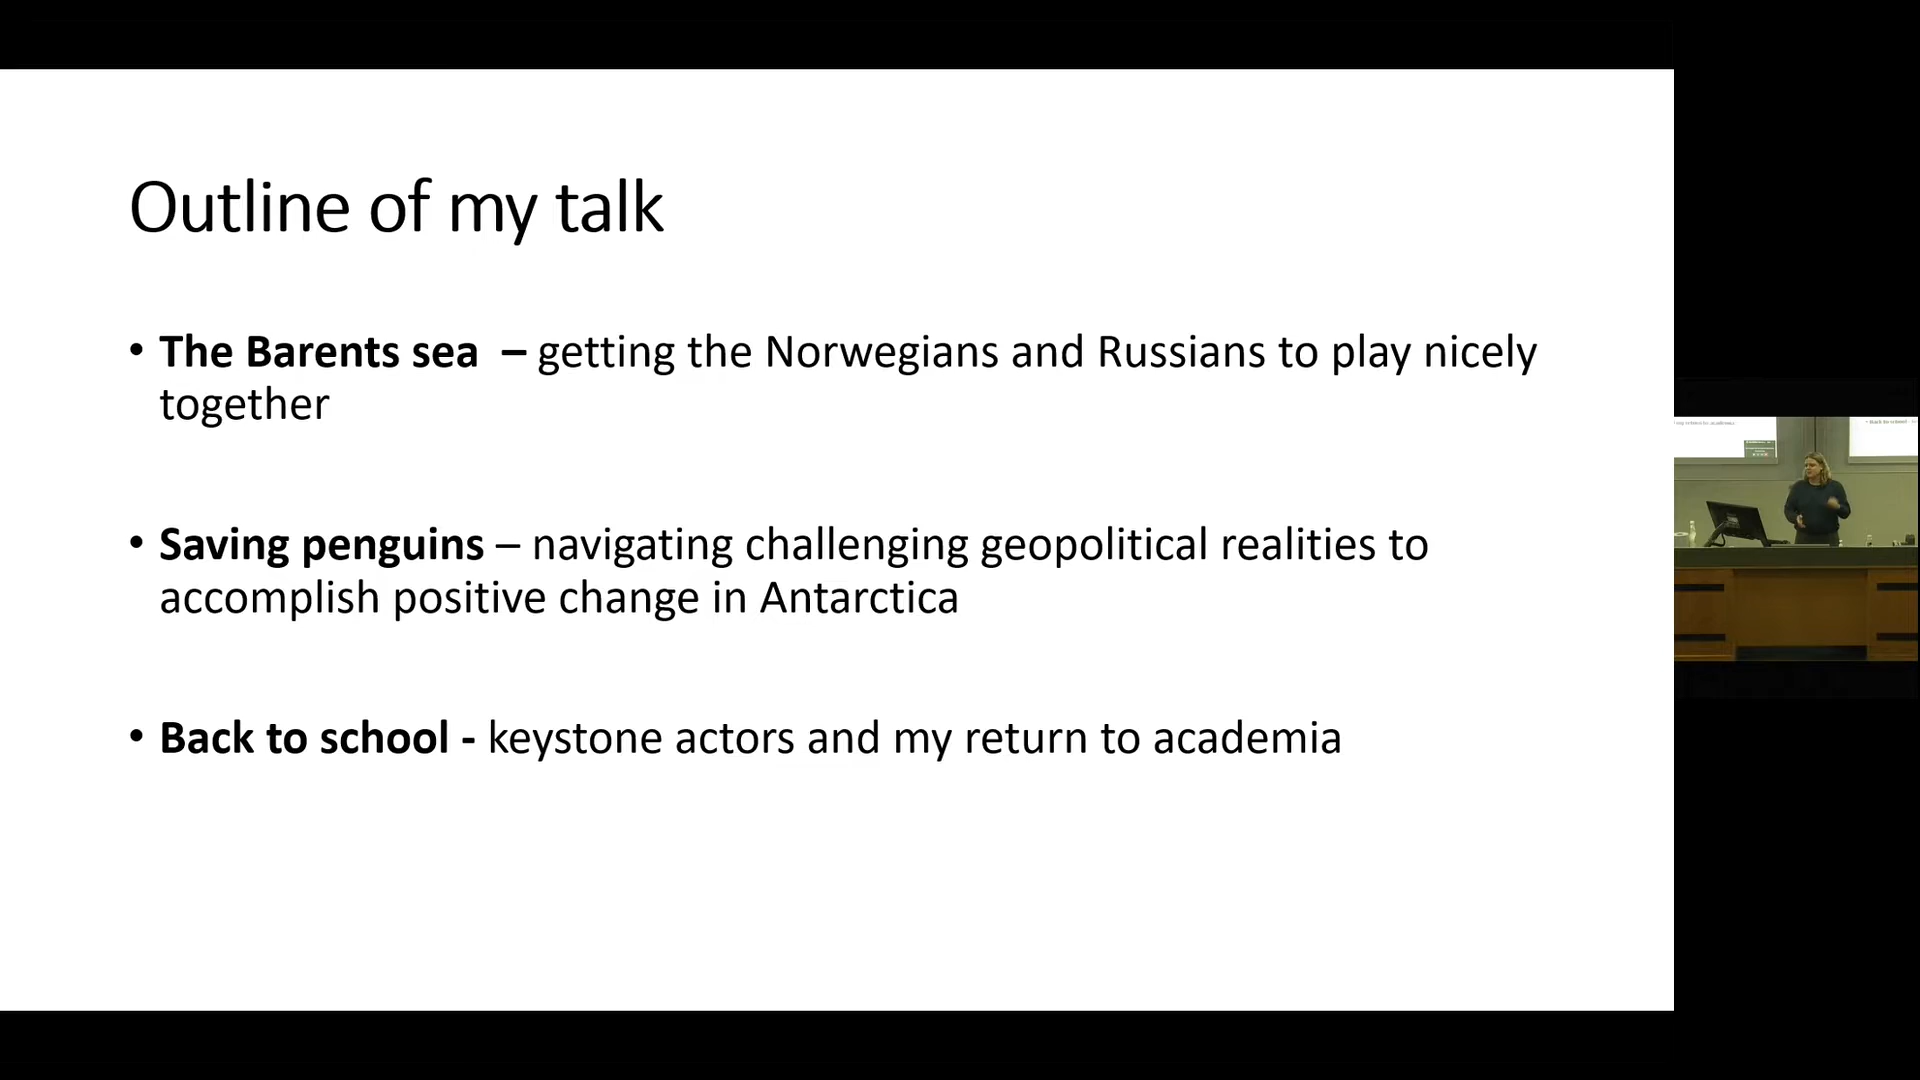 Outline of my talk
• The Barents sea  – getting the Norwegians and Russians to play nicely
together
• Saving penguins – navigating challenging geopolitical realities to
accomplish positive change in Antarctica
• Back to school - keystone actors and my return to academia